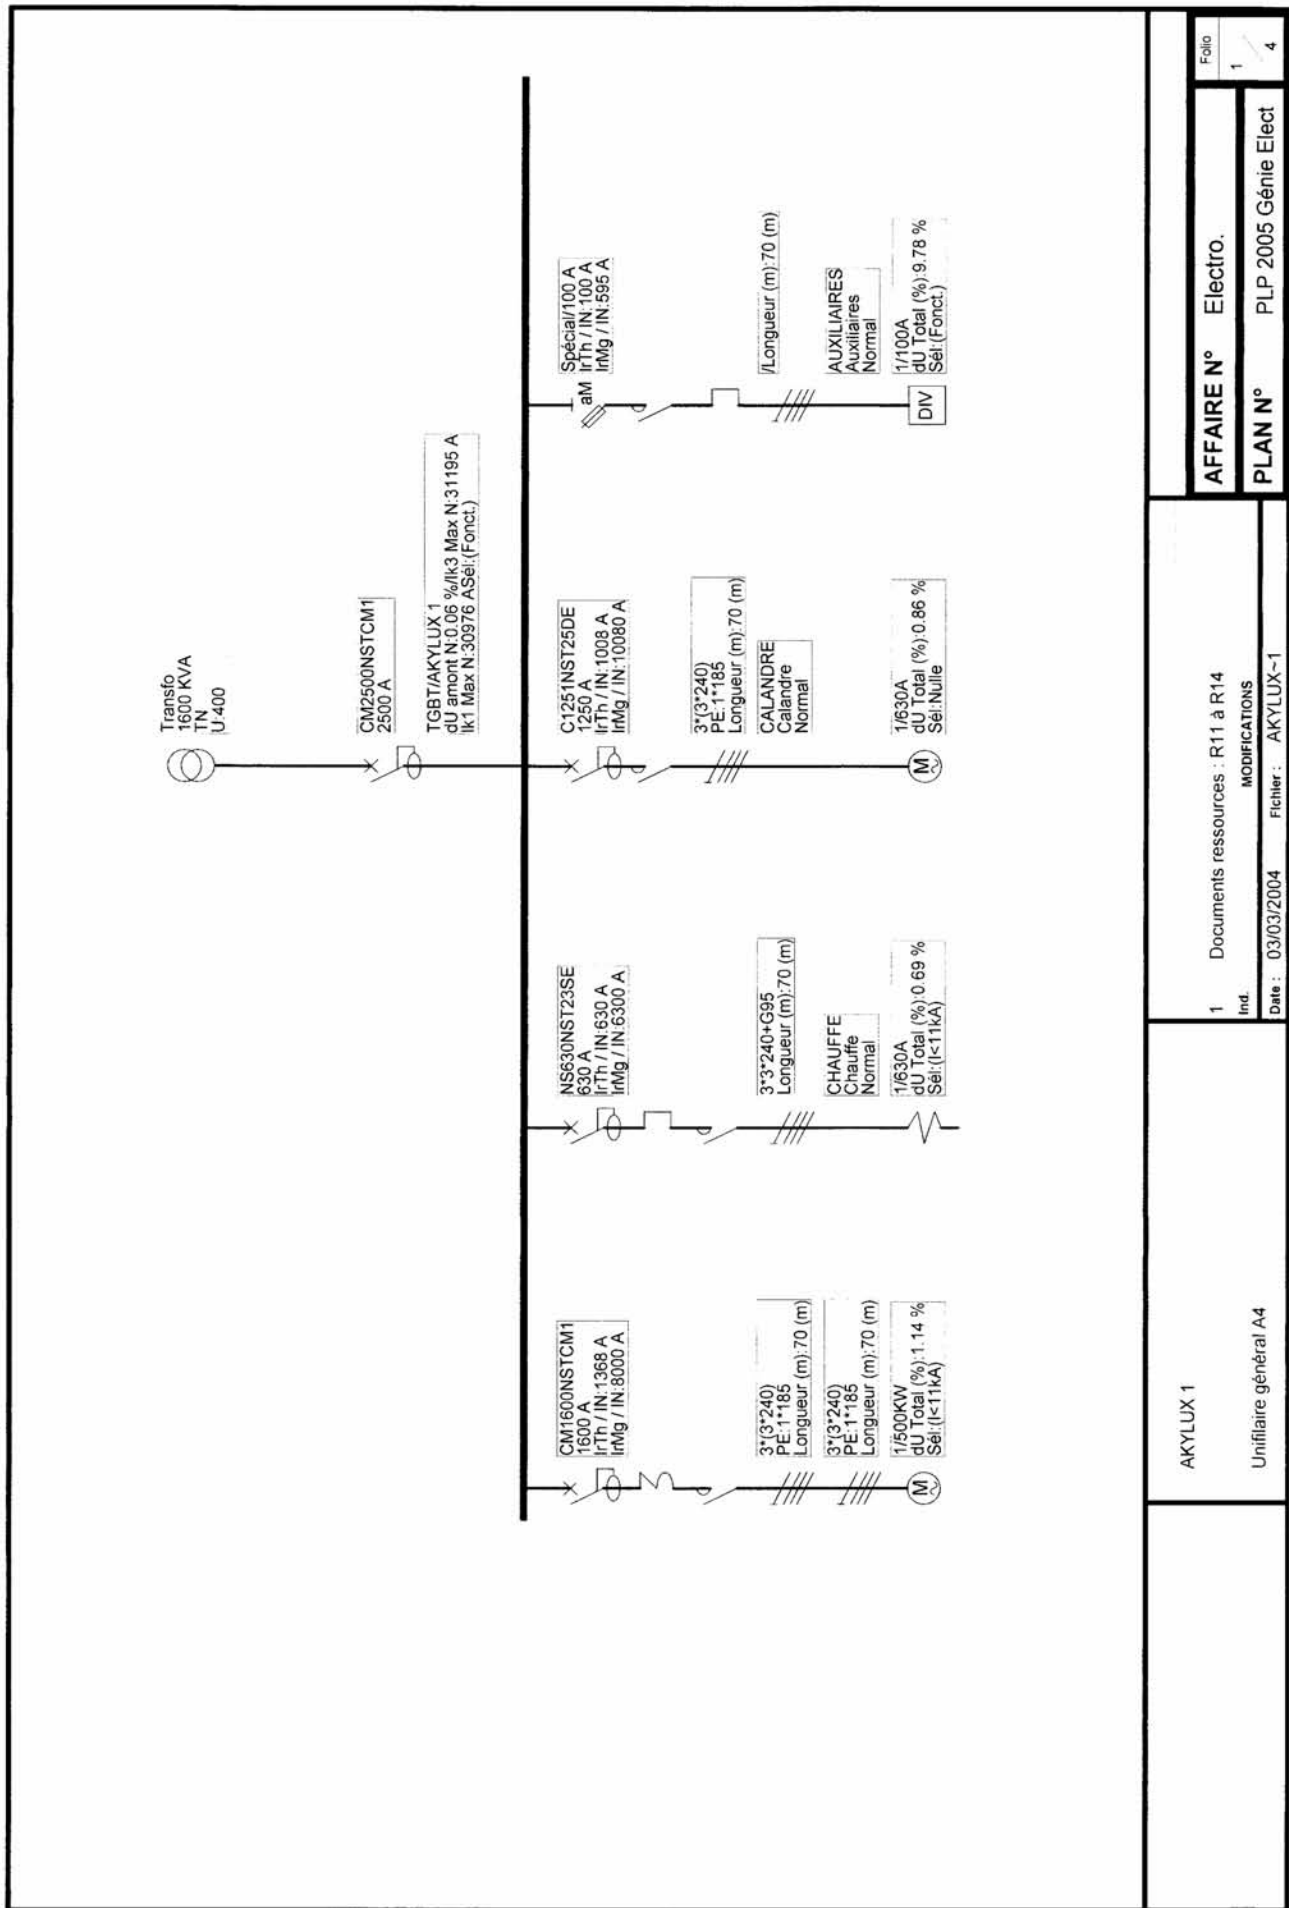 Transfo
1600 KVA
TN
U:400
CM2500NSTCM1
2500 A
TGBT/AKYLUX 1
dU amont N:0.06 %/Ik3 Max N:31195 A
Ik1 Max N:30976 ASél:(Fonct.)
CM1600NSTCM1
1600 A
IrTh / IN:1368 A
IrMg / IN:8000 A
3*(3*240)
PE:1*185
Longueur (m):70 (m)
3*(3*240)
PE:1*185
Longueur (m):70 (m)
1/500KW
dU Total (%):1.14 %
Sél:(I<11kA)
M
NS630NST23SE
630 A
IrTh / IN:630 A
IrMg / IN:6300 A
3*3*240+G95
Longueur (m):70 (m)
CHAUFFE
Chauffe
Normal
1/630A
dU Total (%):0.69 %
Sél:(I<11kA)
C1251NST25DE
1250 A
IrTh / IN:1008 A
IrMg / IN:10080 A
3*(3*240)
PE:1*185
Longueur (m):70 (m)
CALANDRE
Calandre
Normal
1/630A
dU Total (%):0.86 %
Sél:Nulle
M
aM
Spécial/100 A
IrTh / IN:100 A
IrMg / IN:595 A
/Longueur (m):70 (m)
AUXILIAIRES
Auxiliaires
Normal
1/100A
dU Total (%):9.78 %
Sél:(Fonct.)
DIV
AKYLUX 1
Unifilaire général A4
1 Documents ressources : R11 à R14
Ind. MODIFICATIONS
Date : 03/03/2004 Fichier : AKYLUX~1
AFFAIRE N° Electro.
PLAN N° PLP 2005 Génie Elect
Folio
1 / 4